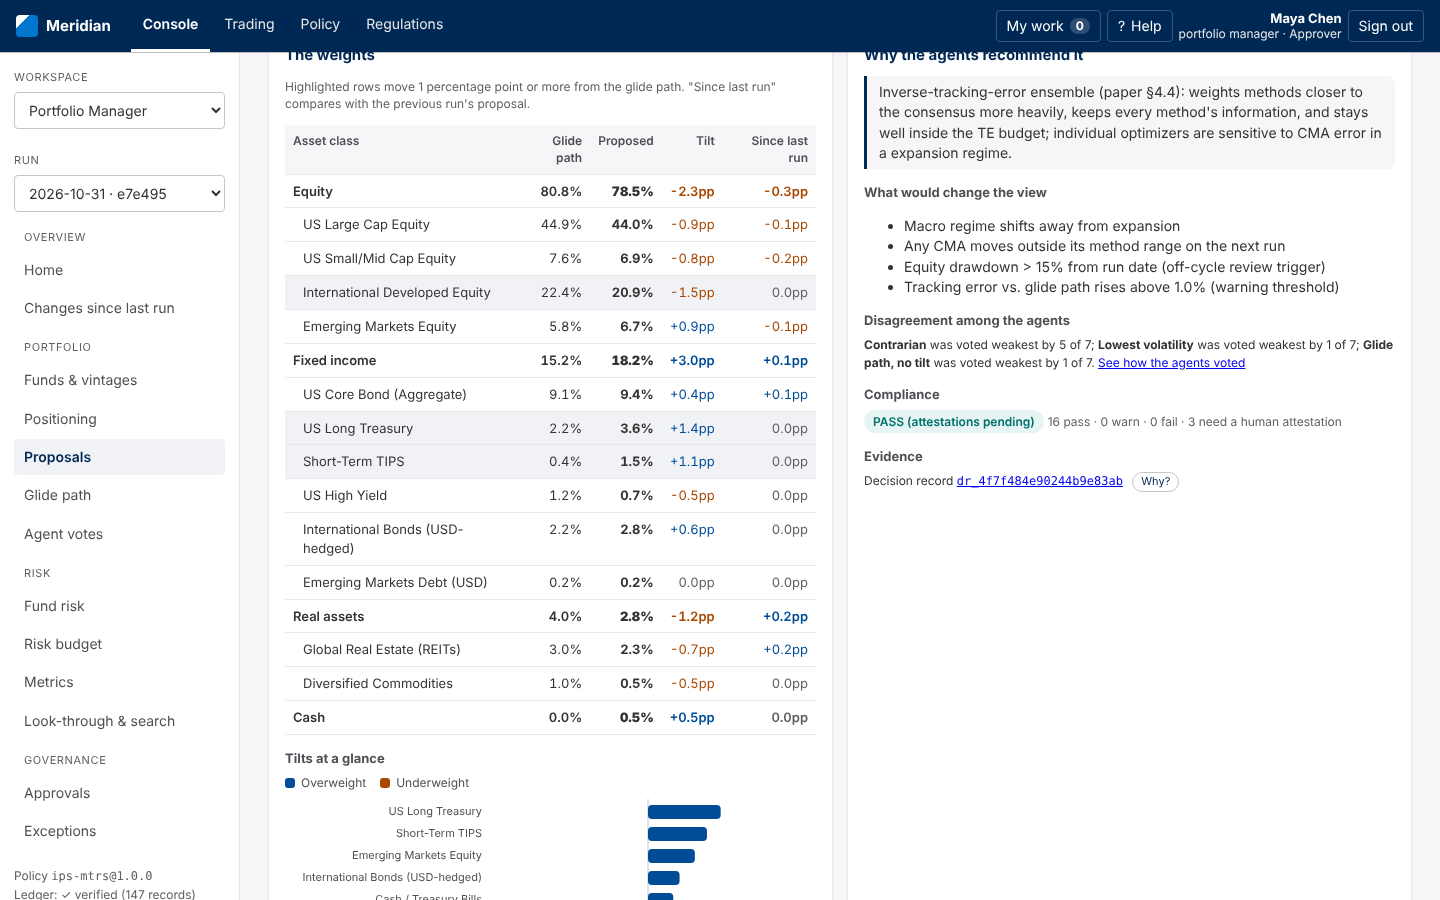 Meridian
Console
Trading
Policy
Regulations
My work 0
? Help
Maya Chen
portfolio manager · Approver
Sign out
WORKSPACE
Portfolio Manager
RUN
2026-10-31 · e7e495
OVERVIEW
Home
Changes since last run
PORTFOLIO
Funds & vintages
Positioning
Proposals
Glide path
Agent votes
RISK
Fund risk
Risk budget
Metrics
Look-through & search
GOVERNANCE
Approvals
Exceptions
Policy ips-mtrs@1.0.0
Ledger: ✓ verified (147 records)
The weights
Highlighted rows move 1 percentage point or more from the glide path. "Since last run"
compares with the previous run's proposal.
Asset class Glide path Proposed Tilt Since last run
Equity 80.8% 78.5% -2.3pp -0.3pp
US Large Cap Equity 44.9% 44.0% -0.9pp -0.1pp
US Small/Mid Cap Equity 7.6% 6.9% -0.8pp -0.2pp
International Developed Equity 22.4% 20.9% -1.5pp 0.0pp
Emerging Markets Equity 5.8% 6.7% +0.9pp -0.1pp
Fixed income 15.2% 18.2% +3.0pp +0.1pp
US Core Bond (Aggregate) 9.1% 9.4% +0.4pp +0.1pp
US Long Treasury 2.2% 3.6% +1.4pp 0.0pp
Short-Term TIPS 0.4% 1.5% +1.1pp 0.0pp
US High Yield 1.2% 0.7% -0.5pp 0.0pp
International Bonds (USD-hedged) 2.2% 2.8% +0.6pp 0.0pp
Emerging Markets Debt (USD) 0.2% 0.2% 0.0pp 0.0pp
Real assets 4.0% 2.8% -1.2pp +0.2pp
Global Real Estate (REITs) 3.0% 2.3% -0.7pp +0.2pp
Diversified Commodities 1.0% 0.5% -0.5pp 0.0pp
Cash 0.0% 0.5% +0.5pp 0.0pp
Tilts at a glance
Overweight Underweight
US Long Treasury
Short-Term TIPS
Emerging Markets Equity
International Bonds (USD-hedged)
Cash / Treasury Bills
Why the agents recommend it
Inverse-tracking-error ensemble (paper §4.4): weights methods closer to
the consensus more heavily, keeps every method's information, and stays
well inside the TE budget; individual optimizers are sensitive to CMA error in
a expansion regime.
What would change the view
• Macro regime shifts away from expansion
• Any CMA moves outside its method range on the next run
• Equity drawdown > 15% from run date (off-cycle review trigger)
• Tracking error vs. glide path rises above 1.0% (warning threshold)
Disagreement among the agents
Contrarian was voted weakest by 5 of 7; Lowest volatility was voted weakest by 1 of 7; Glide
path, no tilt was voted weakest by 1 of 7. See how the agents voted
Compliance
PASS (attestations pending) 16 pass · 0 warn · 0 fail · 3 need a human attestation
Evidence
Decision record dr_4f7f484e90244b9e83ab Why?